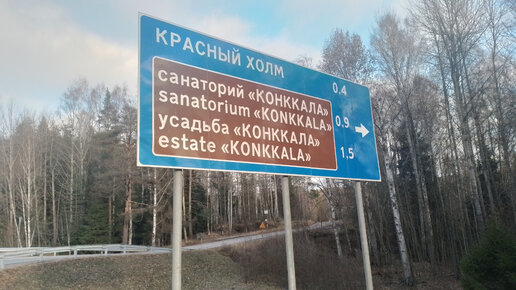 КРАСНЫЙ ХОЛМ 0.4
санаторий «КОНККАЛА»
sanatorium «KONKKALA» 0.9
усадьба «КОНККАЛА»
estate «KONKKALA» 1,5